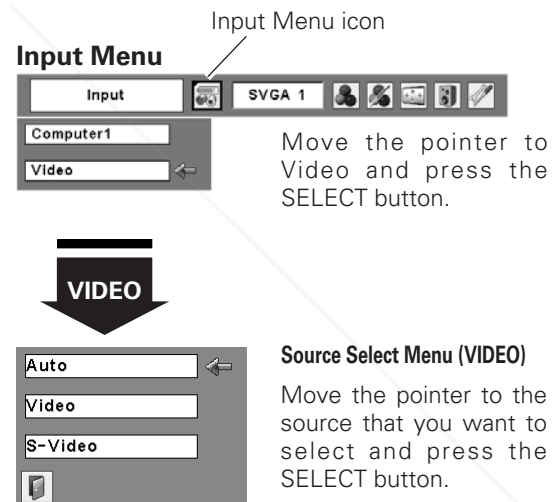 Input Menu icon
Input Menu
Input
SVGA 1
Computer1
Move the pointer to
Video and press the
SELECT button.
Video
VIDEO
Auto
Video
S-Video
Source Select Menu (VIDEO)
Move the pointer to the
source that you want to
select and press the
SELECT button.